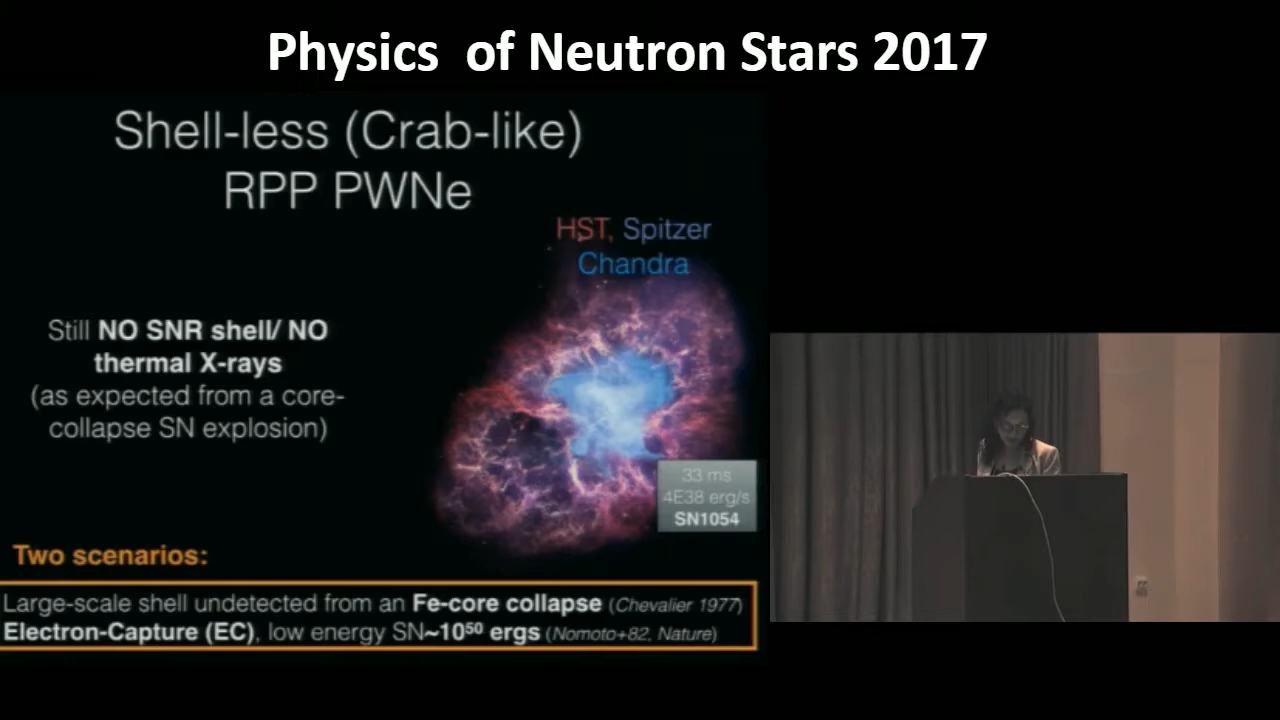 Physics of Neutron Stars 2017
Shell-less (Crab-like)
RPP PWNe
HST, Spitzer
Chandra
Still NO SNR shell/ NO
thermal X-rays
(as expected from a core-
collapse SN explosion)
33 ms
4E38 erg/s
SN1054
Two scenarios:
Large-scale shell undetected from an Fe-core collapse (Chevalier 1977)
Electron-Capture (EC), low energy SN~10⁵⁰ ergs (Nomoto+82, Nature)